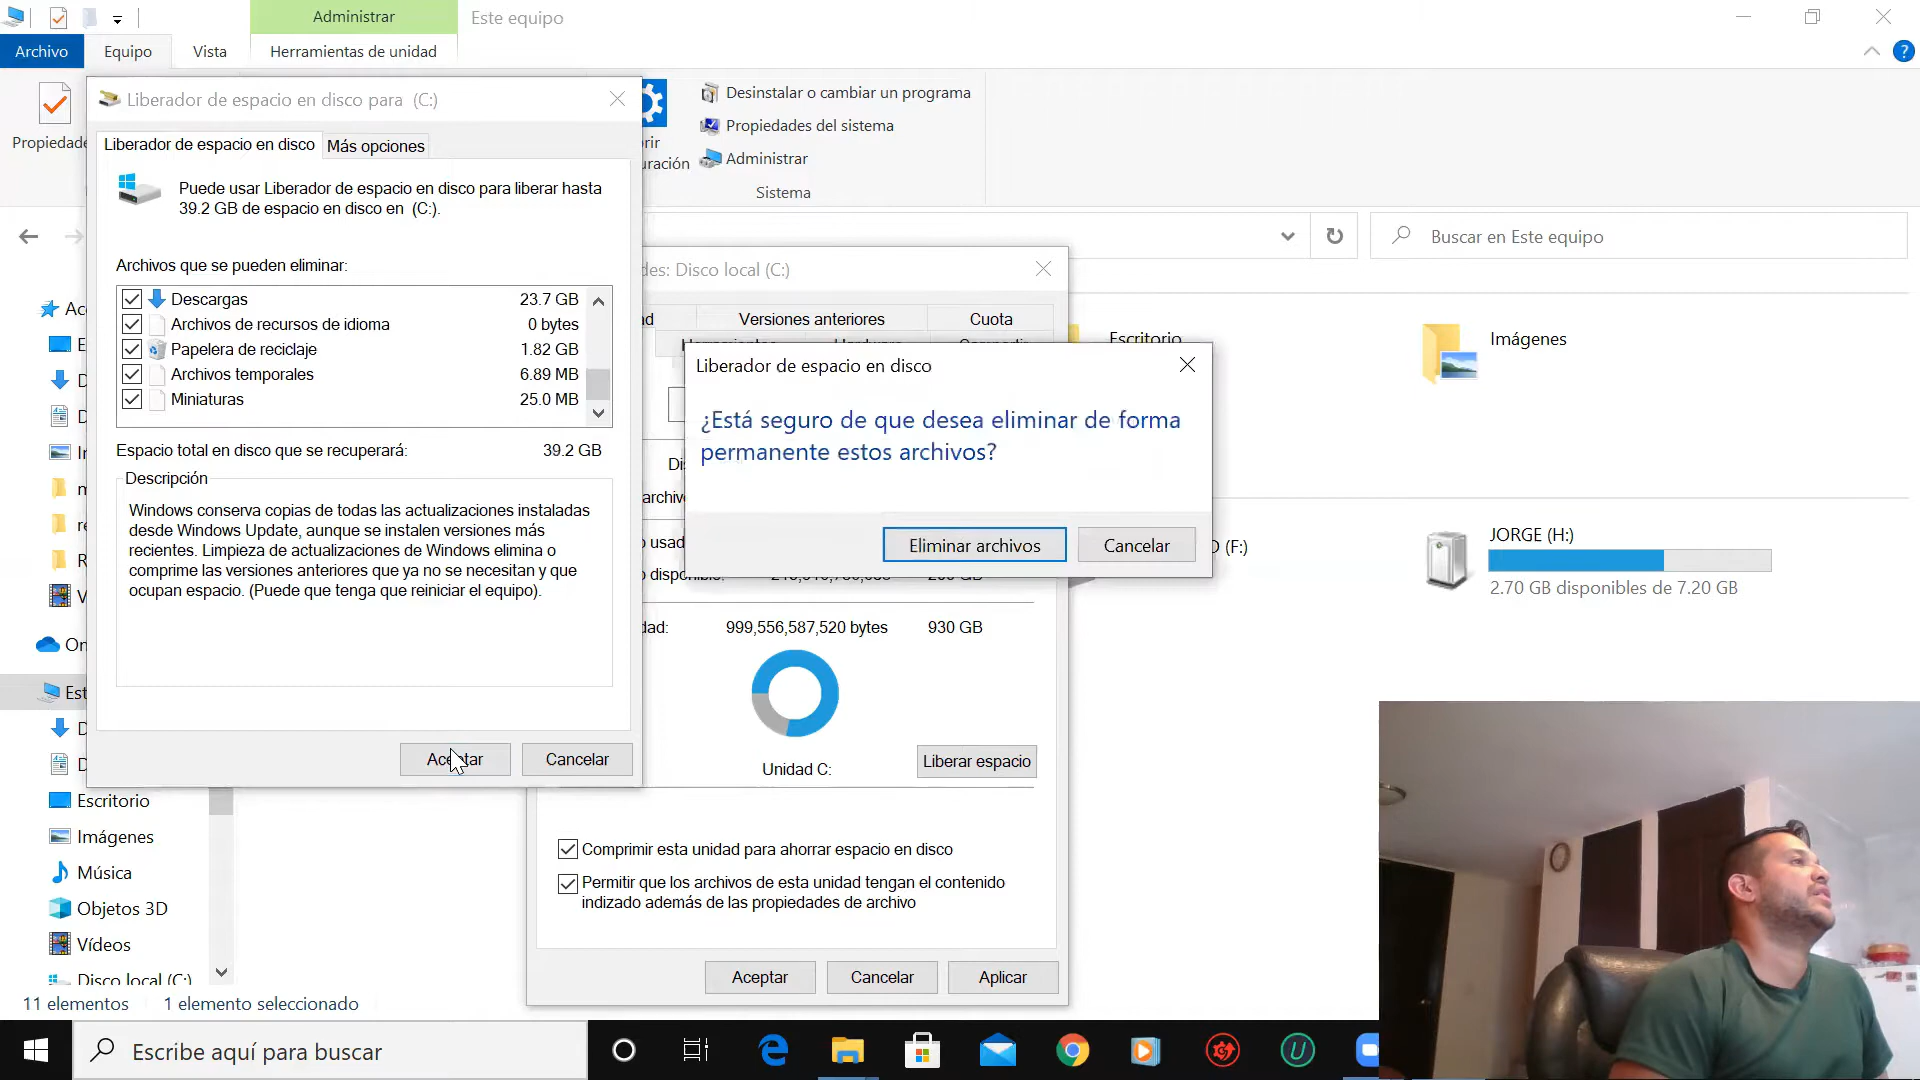 Administrar
Este equipo
Archivo
Equipo
Vista
Herramientas de unidad
Desinstalar o cambiar un programa
Propiedades del sistema
Administrar
Sistema
Liberador de espacio en disco para (C:)
Liberador de espacio en disco
Más opciones
Puede usar Liberador de espacio en disco para liberar hasta
39.2 GB de espacio en disco en (C:).
Archivos que se pueden eliminar:
Descargas 23.7 GB
Archivos de recursos de idioma 0 bytes
Papelera de reciclaje 1.82 GB
Archivos temporales 6.89 MB
Miniaturas 25.0 MB
Espacio total en disco que se recuperará: 39.2 GB
Descripción
Windows conserva copias de todas las actualizaciones instaladas
desde Windows Update, aunque se instalen versiones más
recientes. Limpieza de actualizaciones de Windows elimina o
comprime las versiones anteriores que ya no se necesitan y que
ocupan espacio. (Puede que tenga que reiniciar el equipo).
Aceptar
Cancelar
Buscar en Este equipo
Disco local (C:)
Versiones anteriores
Cuota
Escritorio
Imágenes
Liberador de espacio en disco
¿Está seguro de que desea eliminar de forma
permanente estos archivos?
Eliminar archivos
Cancelar
(F:)
JORGE (H:)
2.70 GB disponibles de 7.20 GB
999,556,587,520 bytes 930 GB
Unidad C:
Liberar espacio
Comprimir esta unidad para ahorrar espacio en disco
Permitir que los archivos de esta unidad tengan el contenido
indizado además de las propiedades de archivo
Aceptar
Cancelar
Aplicar
Escritorio
Imágenes
Música
Objetos 3D
Vídeos
Disco local (C:)
11 elementos
1 elemento seleccionado
Escribe aquí para buscar